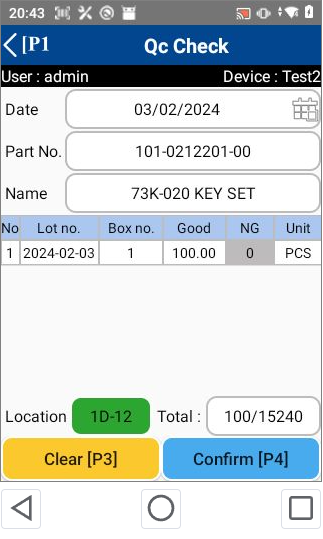 20:43
[P1 Qc Check
User : admin Device : Test2
Date 03/02/2024
Part No. 101-0212201-00
Name 73K-020 KEY SET
No Lot no. Box no. Good NG Unit
1 2024-02-03 1 100.00 0 PCS
Location 1D-12 Total : 100/15240
Clear [P3] Confirm [P4]